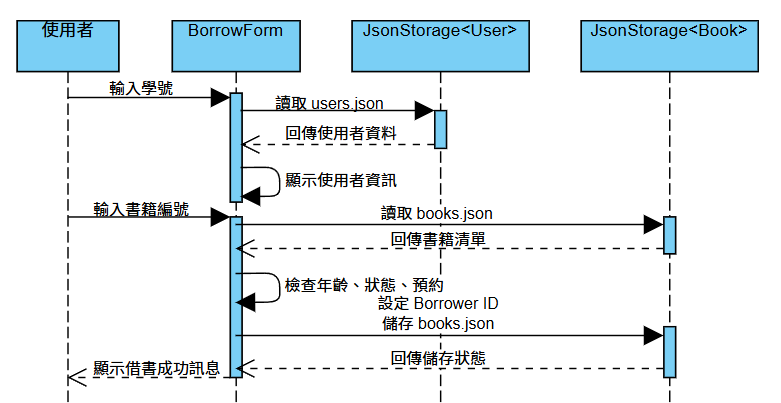 使用者
BorrowForm
JsonStorage<User>
JsonStorage<Book>
輸入學號
讀取 users.json
回傳使用者資料
顯示使用者資訊
輸入書籍編號
讀取 books.json
回傳書籍清單
檢查年齡、狀態、預約
設定 Borrower ID
儲存 books.json
回傳儲存狀態
顯示借書成功訊息